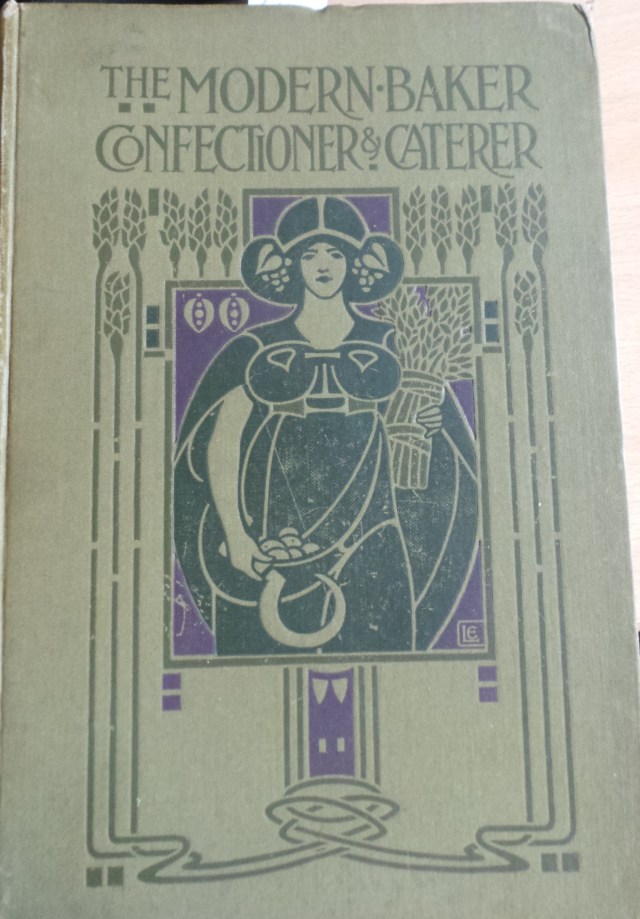 THE MODERN·BAKER
CONFECTIONER & CATERER
LE